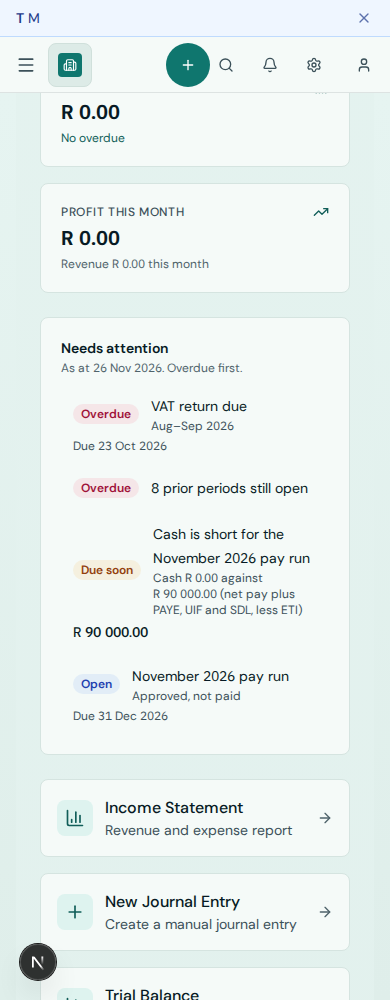 T M
R 0.00
No overdue
PROFIT THIS MONTH
R 0.00
Revenue R 0.00 this month
Needs attention
As at 26 Nov 2026. Overdue first.
Overdue
VAT return due
Aug–Sep 2026
Due 23 Oct 2026
Overdue
8 prior periods still open
Due soon
Cash is short for the
November 2026 pay run
Cash R 0.00 against
R 90 000.00 (net pay plus
PAYE, UIF and SDL, less ETI)
R 90 000.00
Open
November 2026 pay run
Approved, not paid
Due 31 Dec 2026
Income Statement
Revenue and expense report
New Journal Entry
Create a manual journal entry
N
Trial Balance